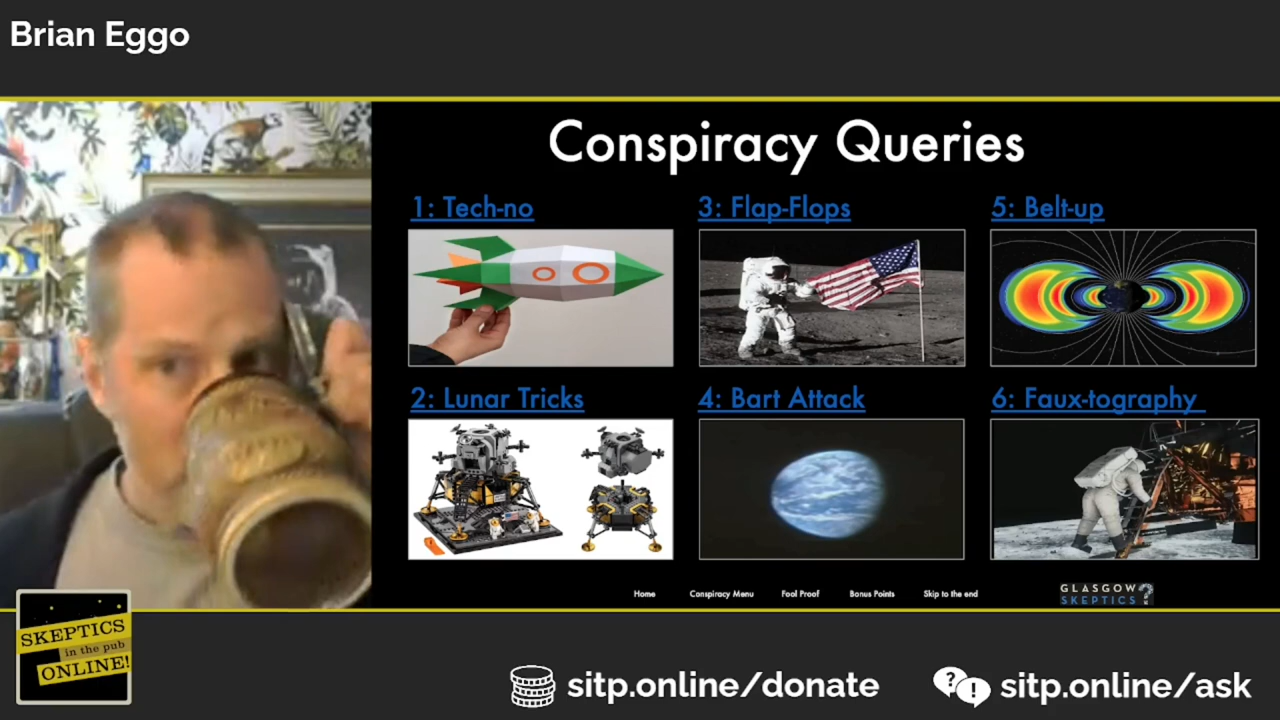 Brian Eggo
Conspiracy Queries
1: Tech-no
3: Flap-Flops
5: Belt-up
2: Lunar Tricks
4: Bart Attack
6: Faux-tography
Home
Conspiracy Menu
Fool Proof
Bonus Points
Skip to the end
GLASGOW
SKEPTICS
?
SKEPTICS
in the pub
ONLINE!
sitp.online/donate
? !
sitp.online/ask